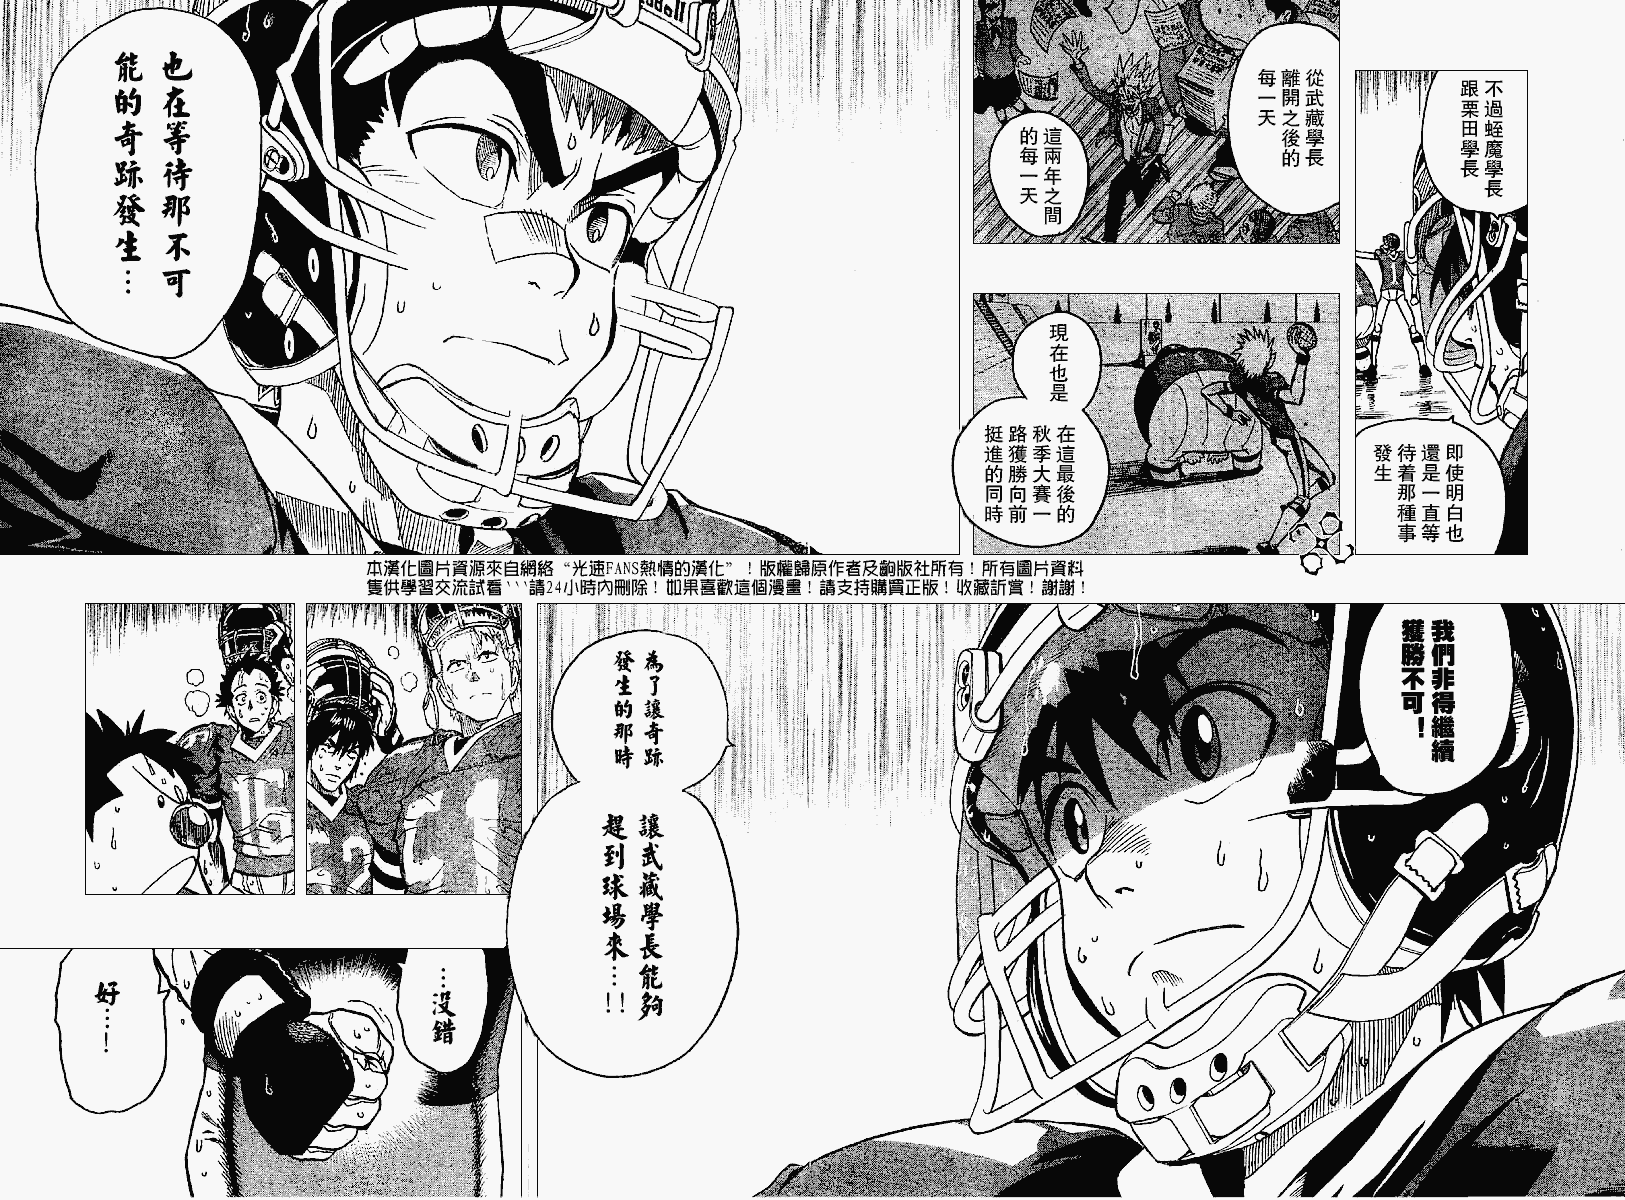 不過蛭魔學長
跟栗田學長
即使明白也
還是一直等
待着那種事
發生
從武藏學長
離開之後的
每一天
這兩年之間
的每一天
現在也是
在這最後的
秋季大賽一
路獲勝向前
挺進的同時
也在等待那不可
能的奇跡發生…
本漢化圖片資源來自網絡“光速FANS熱情的漢化”！版權歸原作者及齣版社所有！所有圖片資料
隻供學習交流試看```請24小時內刪除！如果喜歡這個漫畫！請支持購買正版！收藏訢賞！謝謝！
我們非得繼續
獲勝不可！
為了讓奇跡
發生的那時
讓武藏學長能夠
趕到球場來…!!
…沒錯
好…！